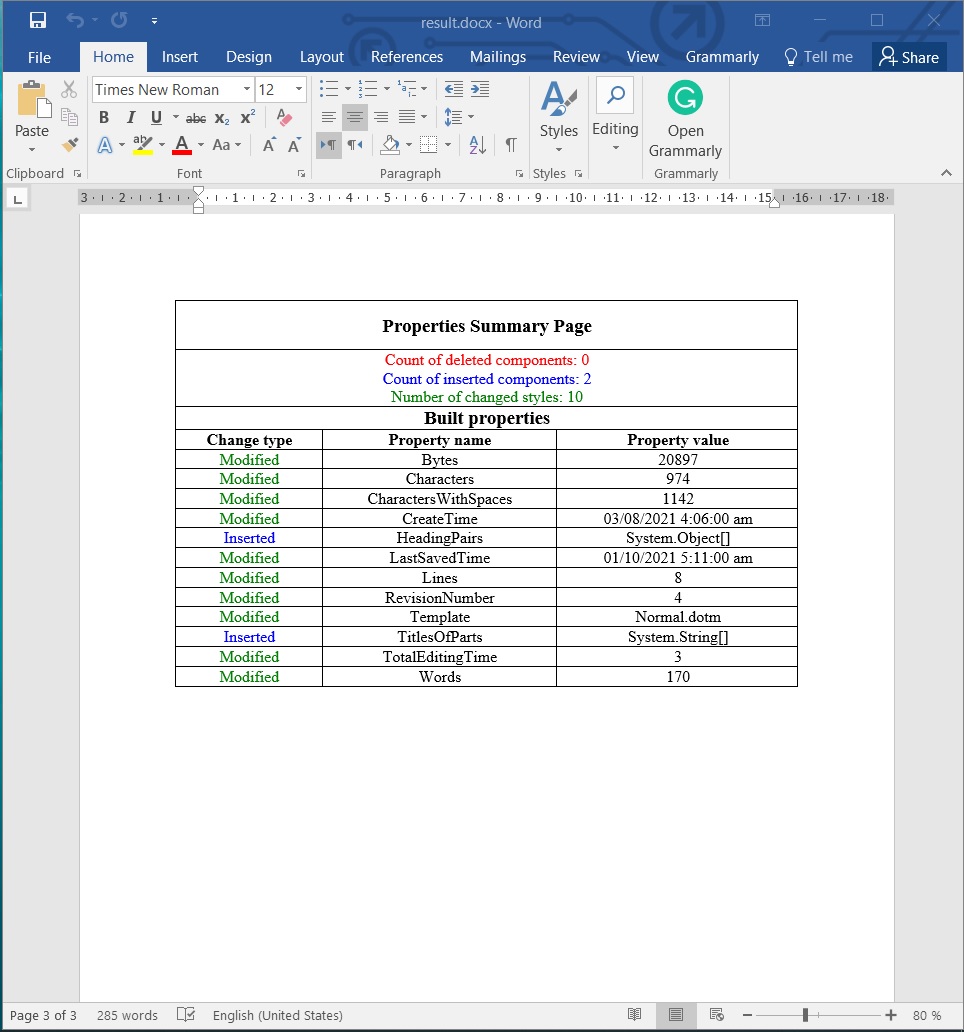 result.docx - Word
File Home Insert Design Layout References Mailings Review View Grammarly Tell me Share
Times New Roman 12
Paste
B I U abc X₂ X² 
A ab A Aa A A
Styles Editing Open
Grammarly
Clipboard Font Paragraph Styles Grammarly
3 2 1 1 2 3 4 5 6 7 8 9 10 11 12 13 14 15 16 17 18
Properties Summary Page
Count of deleted components: 0
Count of inserted components: 2
Number of changed styles: 10
Built properties
Change type Property name Property value
Modified Bytes 20897
Modified Characters 974
Modified CharactersWithSpaces 1142
Modified CreateTime 03/08/2021 4:06:00 am
Inserted HeadingPairs System.Object[]
Modified LastSavedTime 01/10/2021 5:11:00 am
Modified Lines 8
Modified RevisionNumber 4
Modified Template Normal.dotm
Inserted TitlesOfParts System.String[]
Modified TotalEditingTime 3
Modified Words 170
Page 3 of 3 285 words English (United States) 80 %